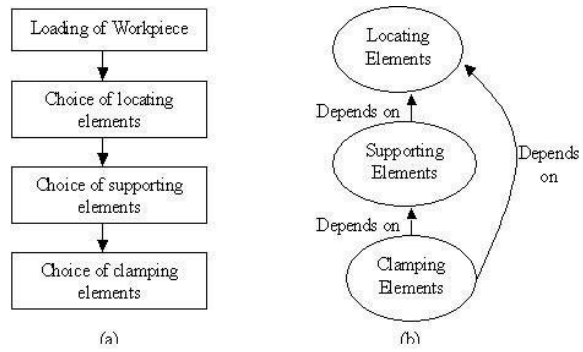 Loading of Workpiece
Choice of locating
elements
Choice of supporting
elements
Choice of clamping
elements
(a)
Locating
Elements
Depends on
Supporting
Elements
Depends
on
Depends on
Clamping
Elements
(b)